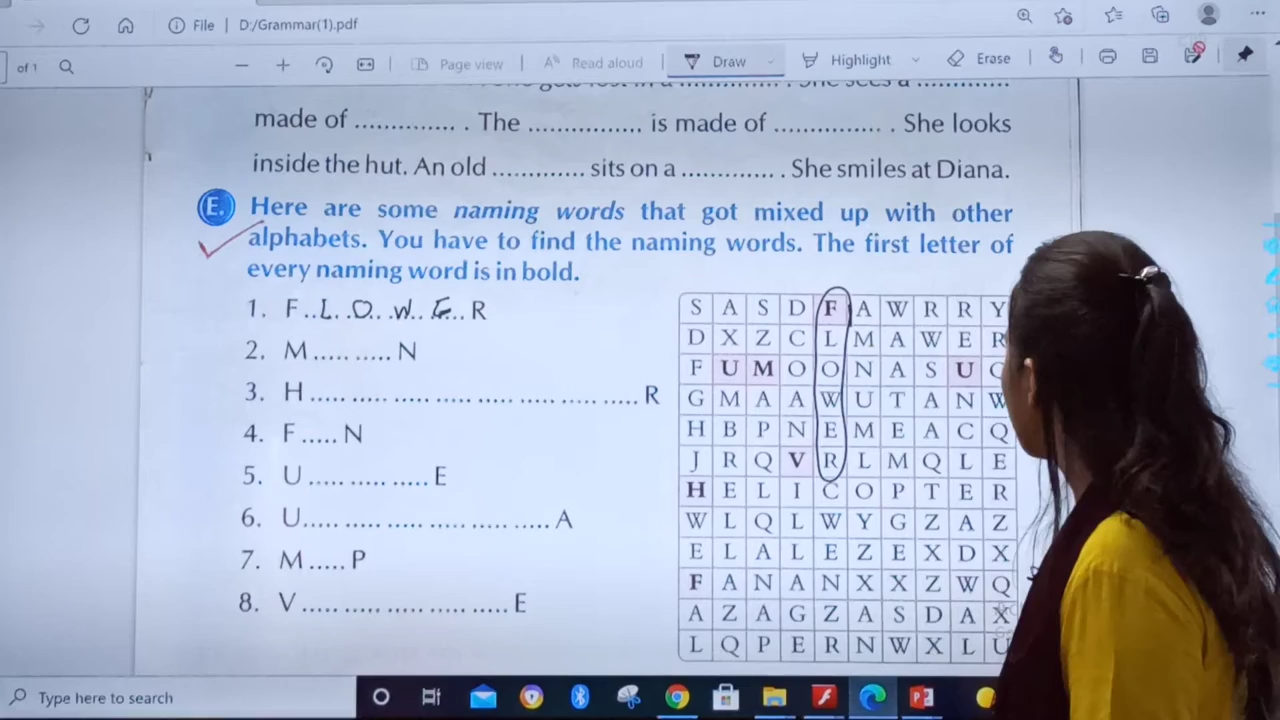 File | D:/Grammar(1).pdf
of 1
Page view
Read aloud
Draw
Highlight
Erase
made of .............. . The ................ is made of ............... . She looks
inside the hut. An old ............. sits on a ............. . She smiles at Diana.
E. Here are some naming words that got mixed up with other
alphabets. You have to find the naming words. The first letter of
every naming word is in bold.
1. F..L..O..W..E..R
2. M..... ..... N
3. H..... ..... ..... ..... ..... ..... ..... ..... R
4. F..... N
5. U..... ..... ..... E
6. U..... ..... ..... ..... ..... ..... A
7. M..... P
8. V..... ..... ..... ..... ..... E
S A S D F A W R R Y
D X Z C L M A W E R
F U M O O N A S U
G M A A W U T A N W
H B P N E M E A C Q
J R Q V R L M Q L E
H E L I C O P T E R
W L Q L W Y G Z A Z
E L A L E Z E X D X
F A N A N X X Z W Q
A Z A G Z A S D A X
L Q P E R N W X L U
Type here to search